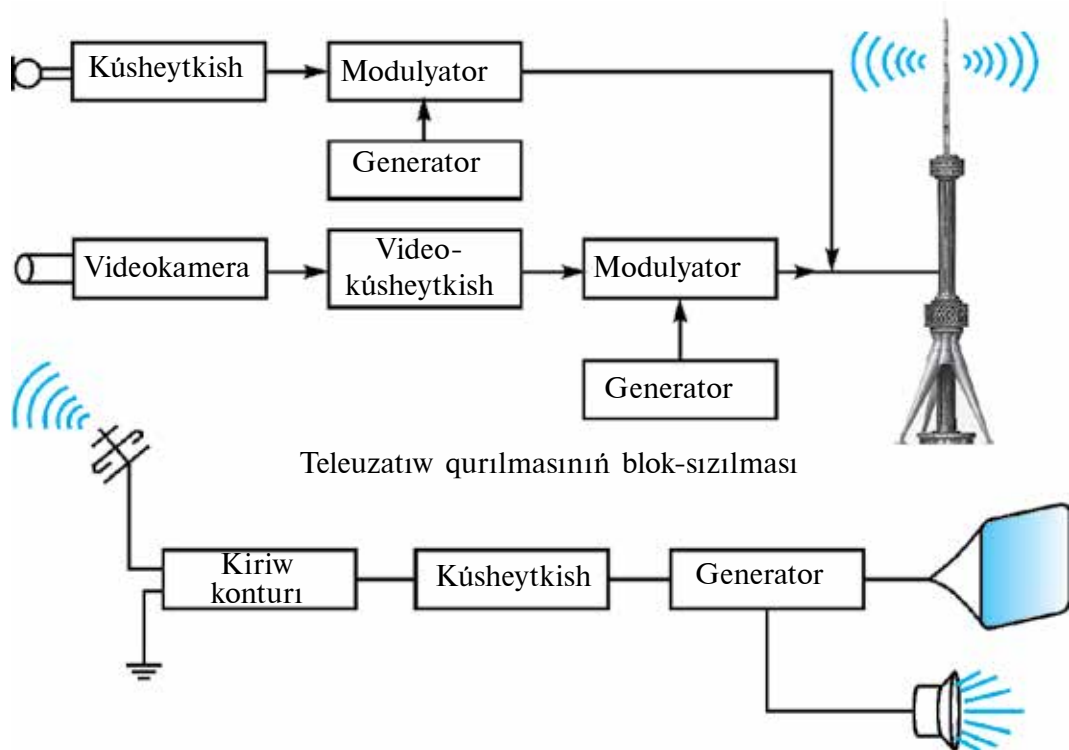 Kúsheytkish
Modulyator
Generator
Videokamera
Video-
kúsheytkish
Modulyator
Generator
Teleuzatıw qurılmasınıń blok-sızılması
Kiriw
konturı
Kúsheytkish
Generator